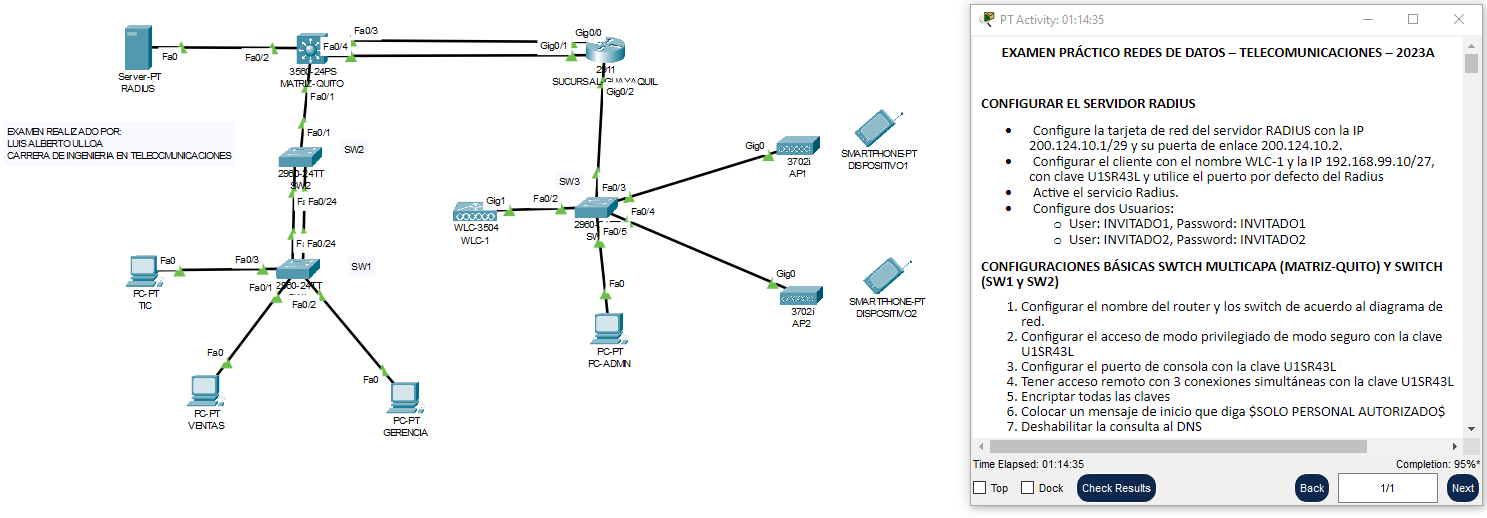 Fa0/3
Gig0/0
Fa0/4
Gig0/1
Fa0
Fa0/2
Server-PT
RADIUS
3560-24PS
MATRIZ-QUITO
2911
SUCURSAL-GUAYAQUIL
Gig0/2
Fa0/1
EXAMEN REALIZADO POR:
LUIS ALBERTO ULLOA
CARRERA DE INGENIERIA EN TELECOMUNICACIONES
Fa0/1
SW2
2960-24TT
SW2
Fa0/24
Fa0/24
Fa0
Fa0/3
SW1
2960-24TT
Fa0/1
Fa0/2
PC-PT
TIC
Fa0
Fa0
PC-PT
VENTAS
PC-PT
GERENCIA
SW3
Fa0/3
Gig1
Fa0/2
Fa0/4
Fa0/5
WLC-3504
WLC-1
Gig0
3702i
AP1
SMARTPHONE-PT
DISPOSITIVO1
Gig0
3702i
AP2
SMARTPHONE-PT
DISPOSITIVO2
Fa0
PC-PT
PC-ADMN
PT Activity: 01:14:35
EXAMEN PRÁCTICO REDES DE DATOS – TELECOMUNICACIONES – 2023A
CONFIGURAR EL SERVIDOR RADIUS
• Configure la tarjeta de red del servidor RADIUS con la IP
200.124.10.1/29 y su puerta de enlace 200.124.10.2.
• Configurar el cliente con el nombre WLC-1 y la IP 192.168.99.10/27,
con clave U1SR43L y utilice el puerto por defecto del Radius
• Active el servicio Radius.
• Configure dos Usuarios:
o User: INVITADO1, Password: INVITADO1
o User: INVITADO2, Password: INVITADO2
CONFIGURACIONES BÁSICAS SWTCH MULTICAPA (MATRIZ-QUITO) Y SWITCH
(SW1 y SW2)
1. Configurar el nombre del router y los switch de acuerdo al diagrama de
red.
2. Configurar el acceso de modo privilegiado de modo seguro con la clave
U1SR43L
3. Configurar el puerto de consola con la clave U1SR43L
4. Tener acceso remoto con 3 conexiones simultáneas con la clave U1SR43L
5. Encriptar todas las claves
6. Colocar un mensaje de inicio que diga $SOLO PERSONAL AUTORIZADO$
7. Deshabilitar la consulta al DNS
Time Elapsed: 01:14:35
Completion: 95%*
Top
Dock
Check Results
Back
1/1
Next